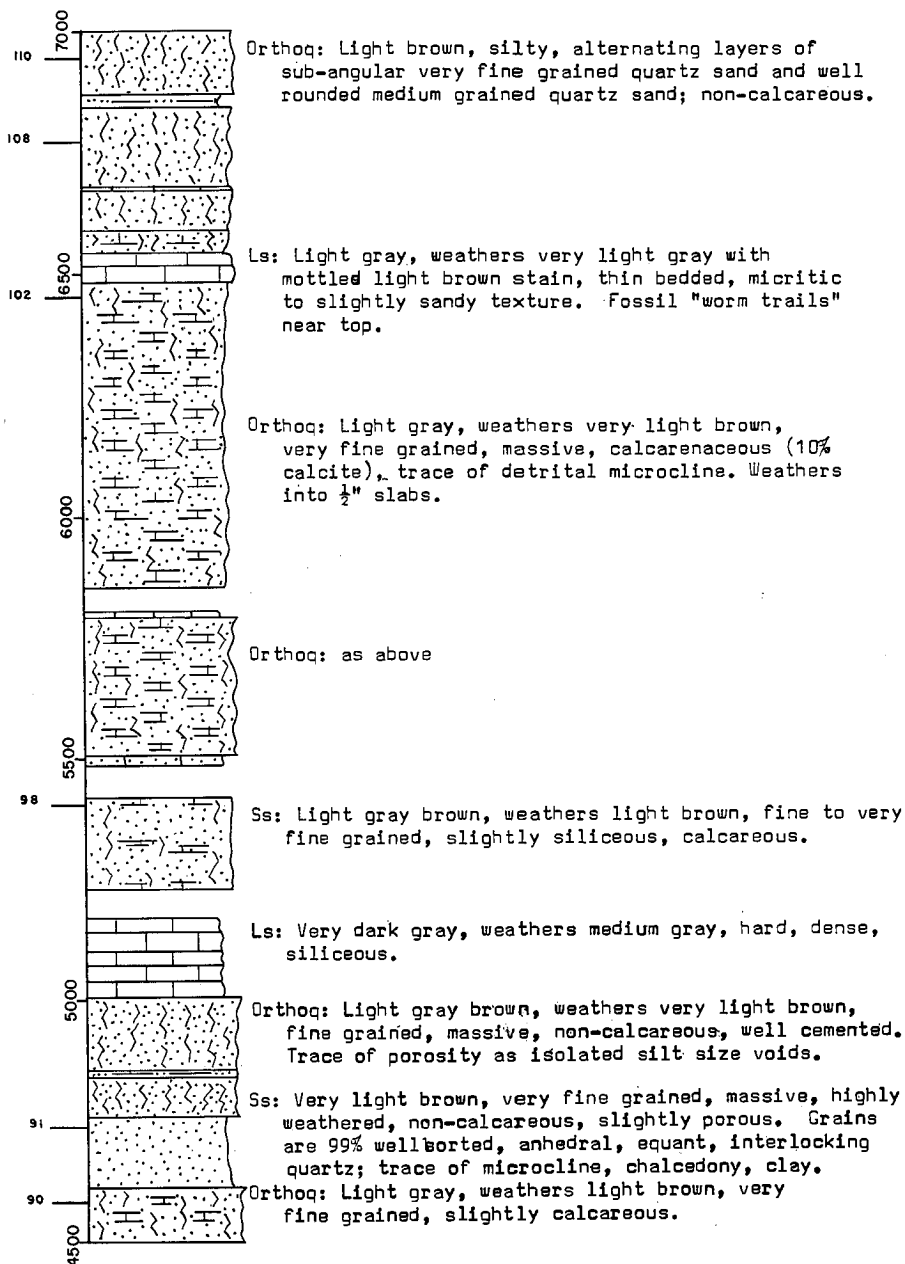 7000
110
Orthoq: Light brown, silty, alternating layers of
sub-angular very fine grained quartz sand and well
rounded medium grained quartz sand; non-calcareous.
108
Ls: Light gray, weathers very light gray with
mottled light brown stain, thin bedded, micritic
to slightly sandy texture. Fossil "worm trails"
near top.
6500
102
Orthoq: Light gray, weathers very light brown,
very fine grained, massive, calcarenaceous (10%
calcite), trace of detrital microcline. Weathers
into ½" slabs.
6000
Orthoq: as above
5500
98
Ss: Light gray brown, weathers light brown, fine to very
fine grained, slightly siliceous, calcareous.
Ls: Very dark gray, weathers medium gray, hard, dense,
siliceous.
5000
Orthoq: Light gray brown, weathers very light brown,
fine grained, massive, non-calcareous, well cemented.
Trace of porosity as isolated silt size voids.
Ss: Very light brown, very fine grained, massive, highly
weathered, non-calcareous, slightly porous. Grains
are 99% well sorted, anhedral, equant, interlocking
quartz; trace of microcline, chalcedony, clay.
91
Orthoq: Light gray, weathers light brown, very
fine grained, slightly calcareous.
90
4500